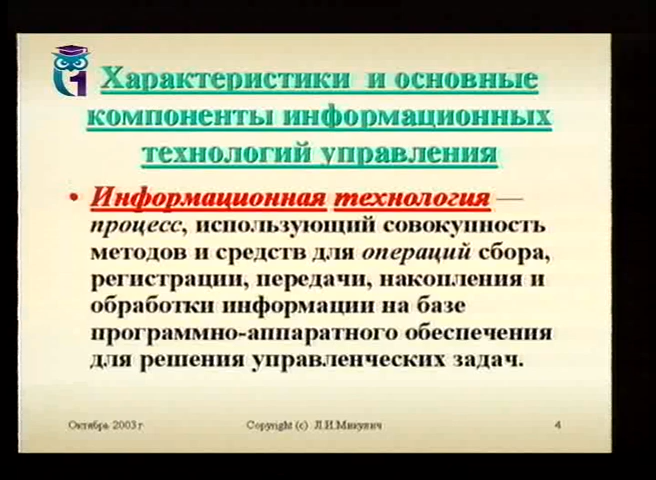 Характеристики и основные
компоненты информационных
технологий управления
• Информационная технология —
процесс, использующий совокупность
методов и средств для операций сбора,
регистрации, передачи, накопления и
обработки информации на базе
программно-аппаратного обеспечения
для решения управленческих задач.
Октябрь 2003 г
Copyright (c) Л.И.Микулич
4
1